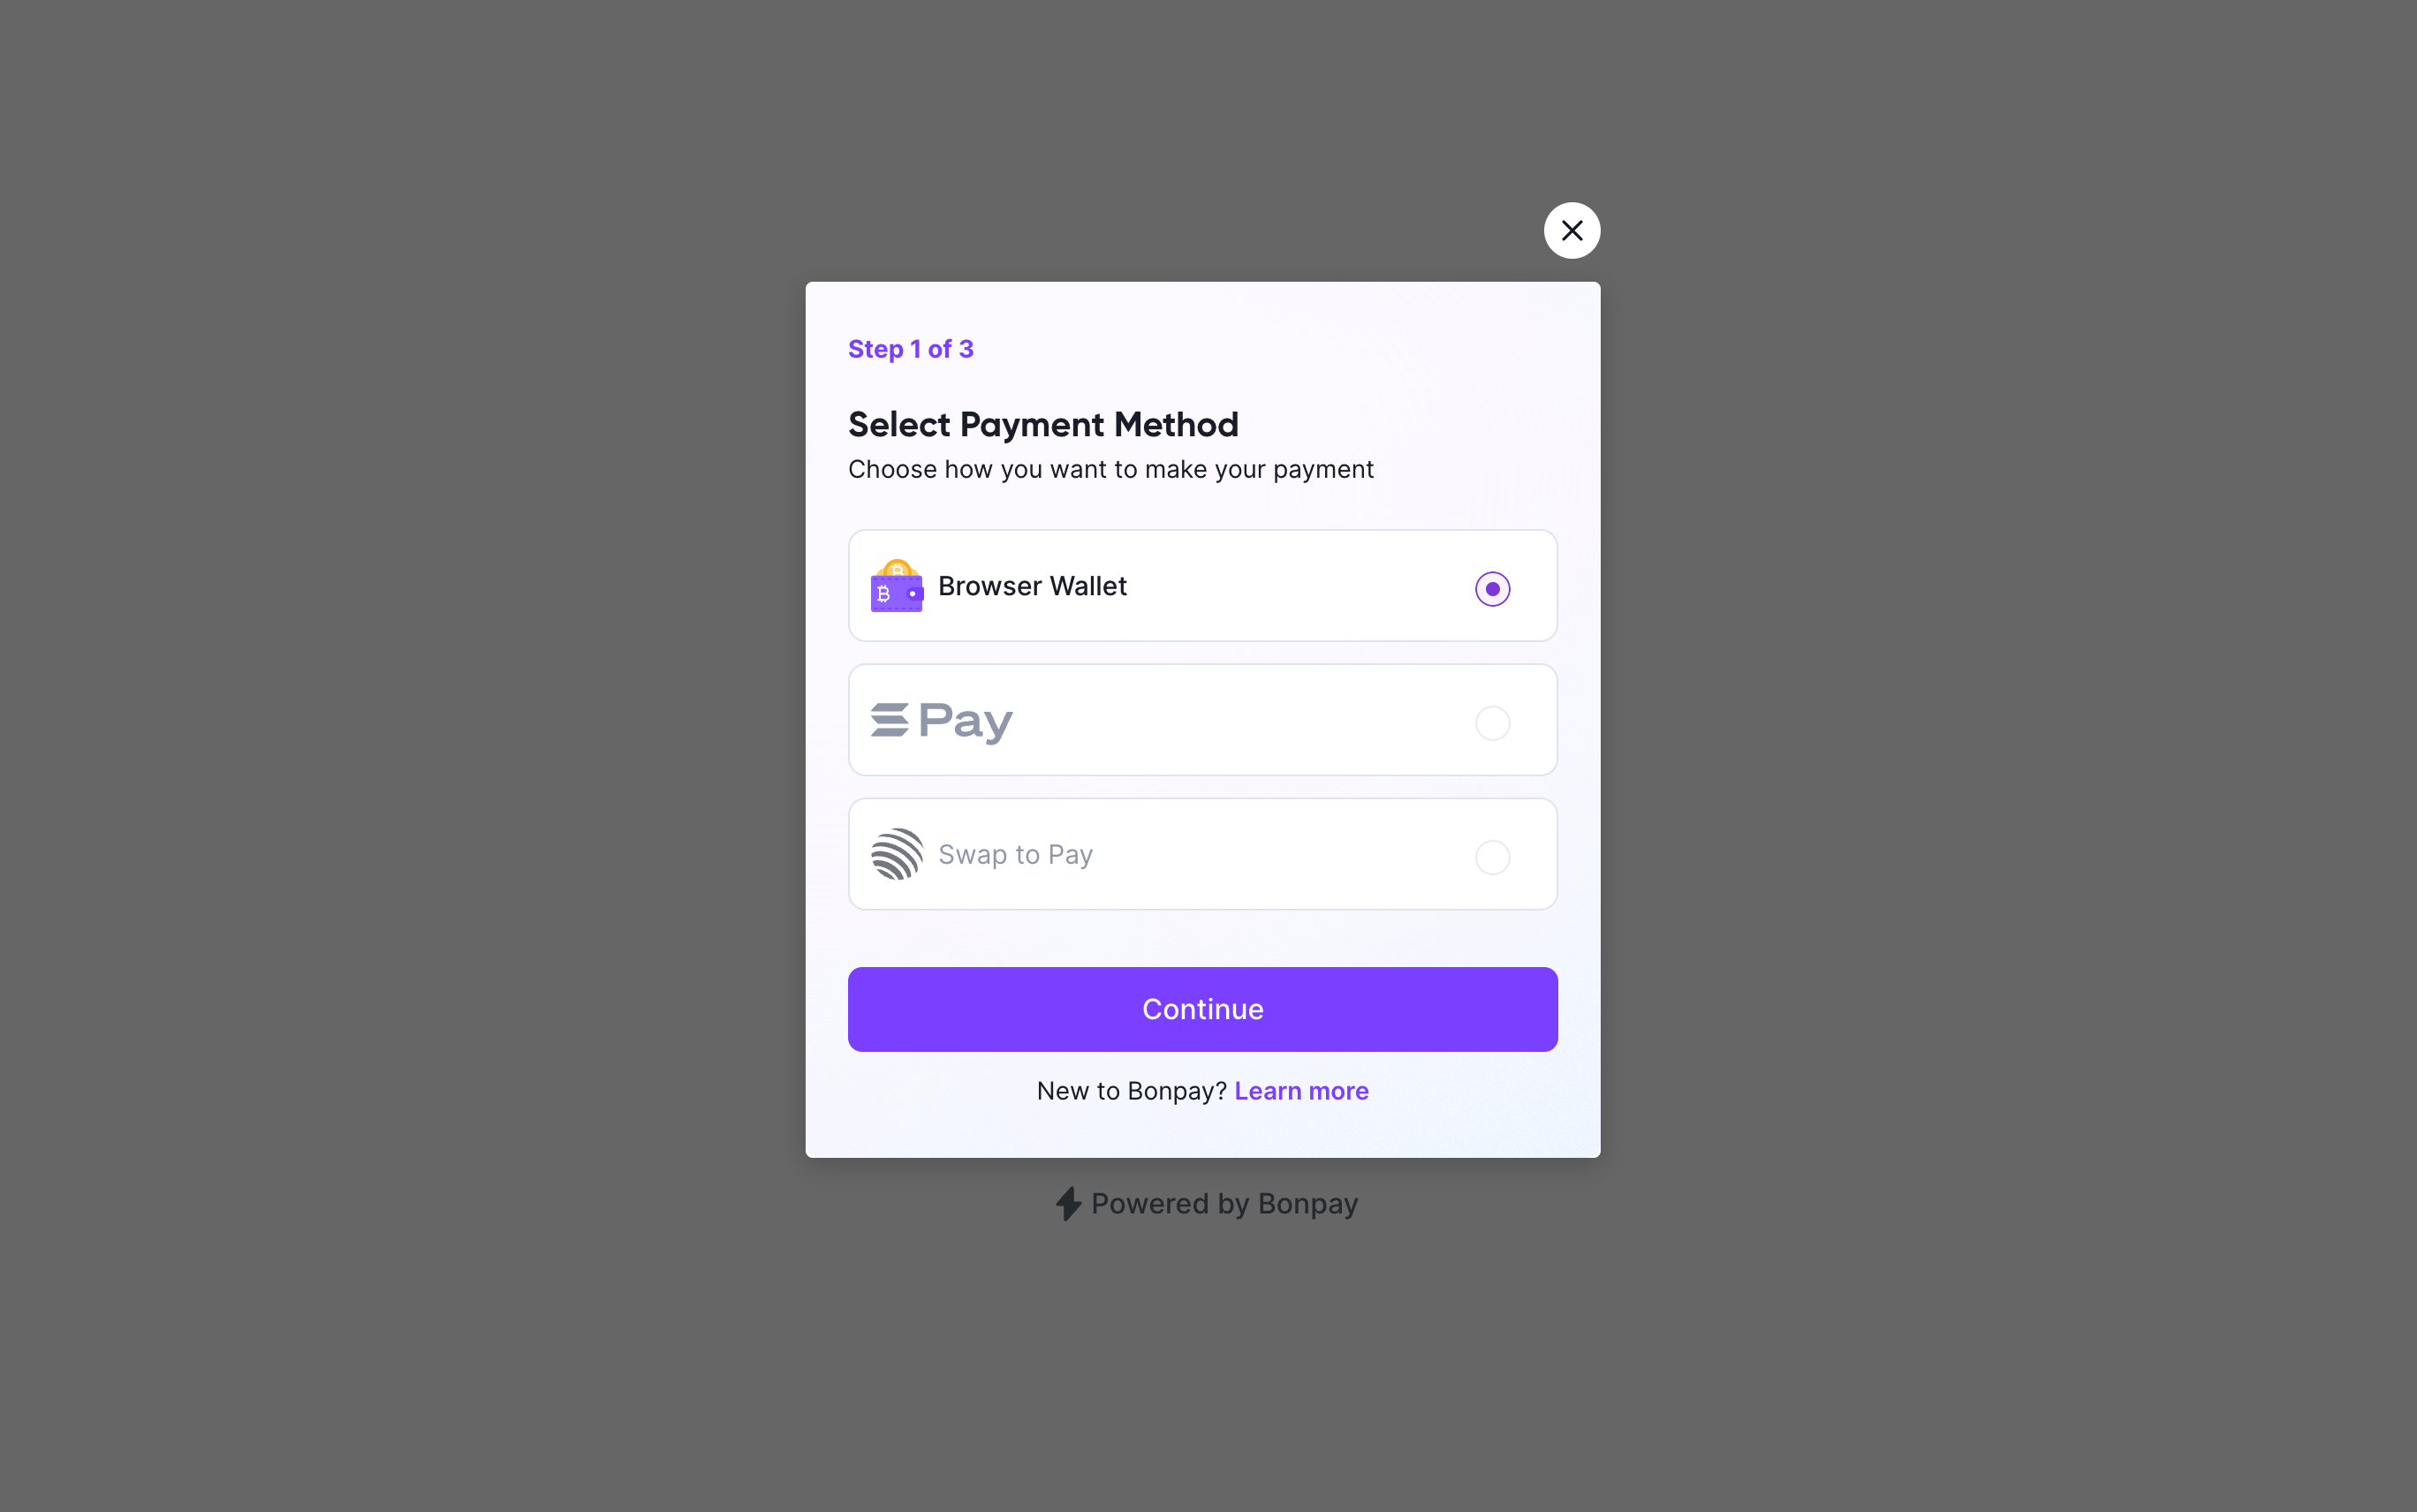 Step 1 of 3
Select Payment Method
Choose how you want to make your payment
Browser Wallet
Pay
Swap to Pay
Continue
New to Bonpay? Learn more
Powered by Bonpay